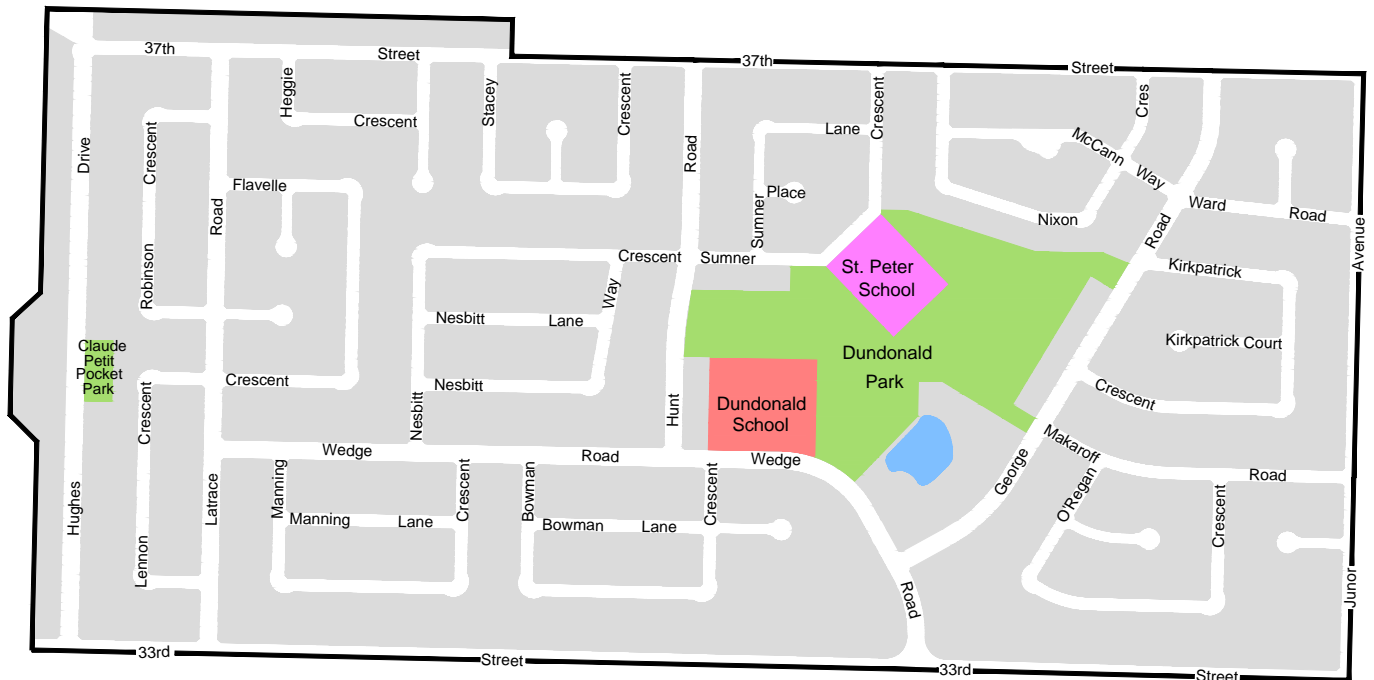 37th
Street
37th
Street
Heggie
Crescent
Stacey
Crescent
Road
Lane
Crescent
Cres
McCann
Way
Drive
Crescent
Flavelle
Road
Robinson
Place
Sumner
Nixon
Road
Ward
Road
Avenue
Crescent
Sumner
Way
St. Peter
School
Kirkpatrick
Nesbitt
Lane
Claude
Petit
Pocket
Park
Kirkpatrick Court
Dundonald
Park
Crescent
Nesbitt
Crescent
Crescent
Nesbitt
Hunt
Dundonald
School
Makaroff
Road
Wedge
Road
Wedge
George
O'Regan
Crescent
Hughes
Latrace
Manning
Manning
Lane
Crescent
Bowman
Bowman
Lane
Crescent
Lennon
Road
Junor
33rd
Street
33rd
Street